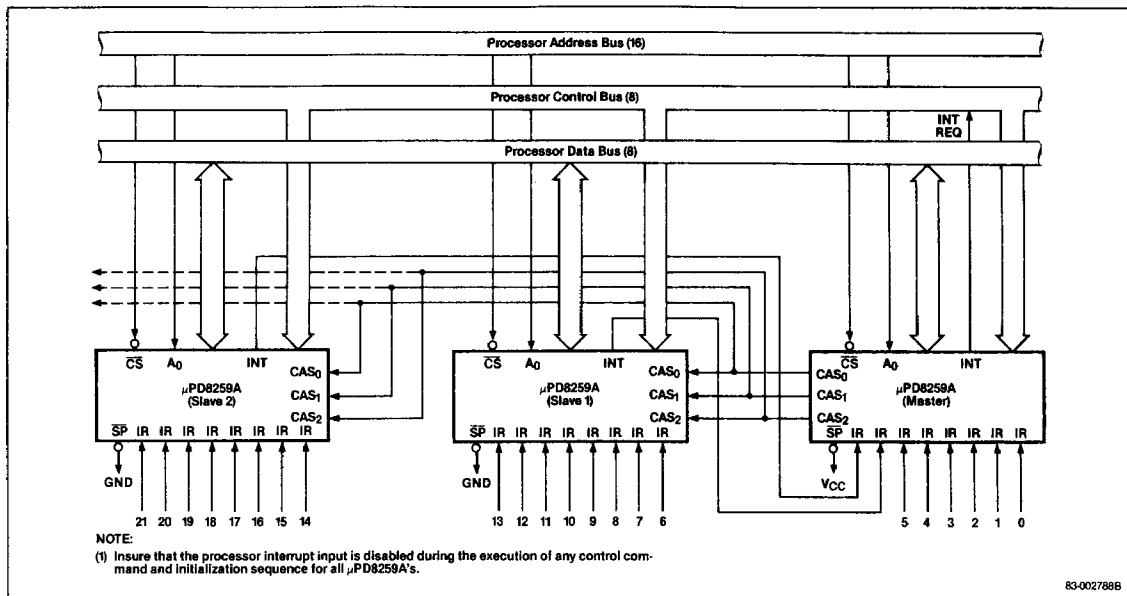 Processor Address Bus (16)
Processor Control Bus (8)
INT
REQ
Processor Data Bus (8)
CS A0 INT
μPD8259A
(Slave 2)
CAS0
CAS1
CAS2
SP IR IR IR IR IR IR IR IR
GND
21 20 19 18 17 16 15 14
CS A0 INT
μPD8259A
(Slave 1)
CAS0
CAS1
CAS2
SP IR IR IR IR IR IR IR IR
GND
13 12 11 10 9 8 7 6
CS A0 INT
CAS0
CAS1
CAS2
μPD8259A
(Master)
SP IR IR IR IR IR IR IR IR
VCC
5 4 3 2 1 0
NOTE:
(1) Insure that the processor interrupt input is disabled during the execution of any control com-
mand and initialization sequence for all μPD8259A's.
83-002788B